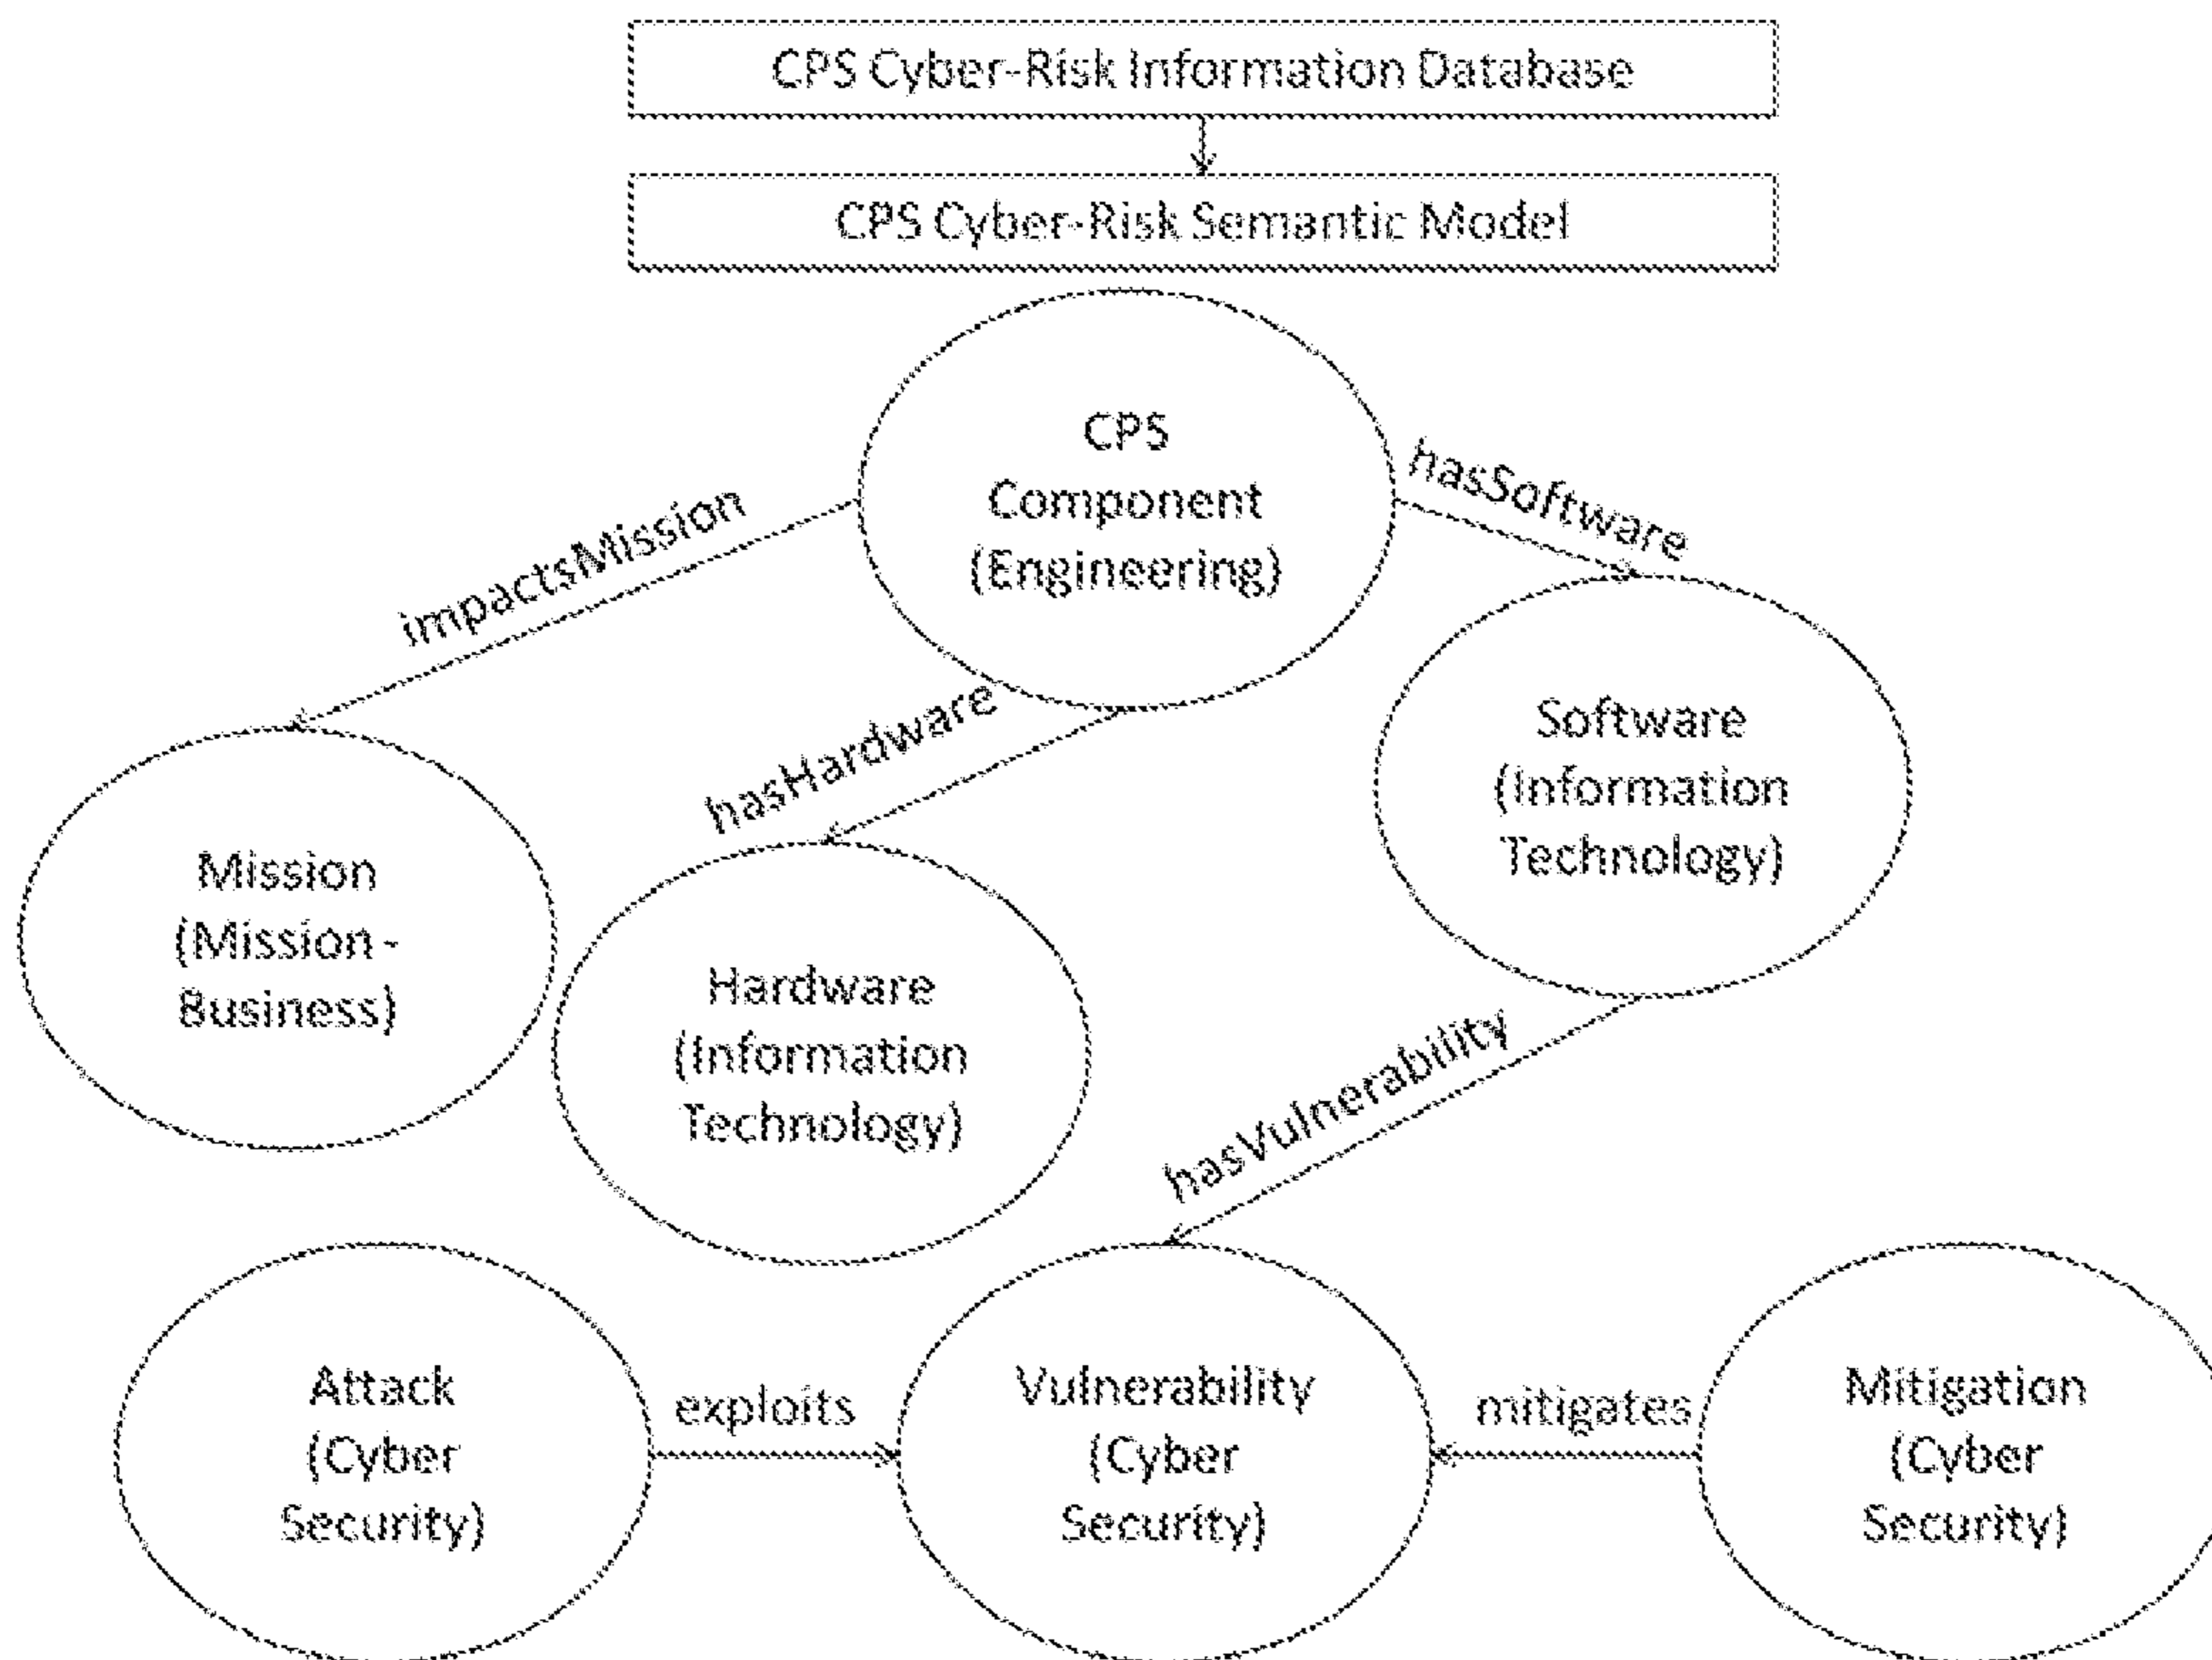 CPS Cyber-Risk Information Database
CPS Cyber-Risk Semantic Model
CPS
Component
(Engineering)
hasSoftware
impactsMission
hasHardware
Software
(Information
Technology)
Mission
(Mission -
Business)
Hardware
(Information
Technology)
hasVulnerability
Attack
(Cyber
Security)
exploits
Vulnerability
(Cyber
Security)
mitigates
Mitigation
(Cyber
Security)